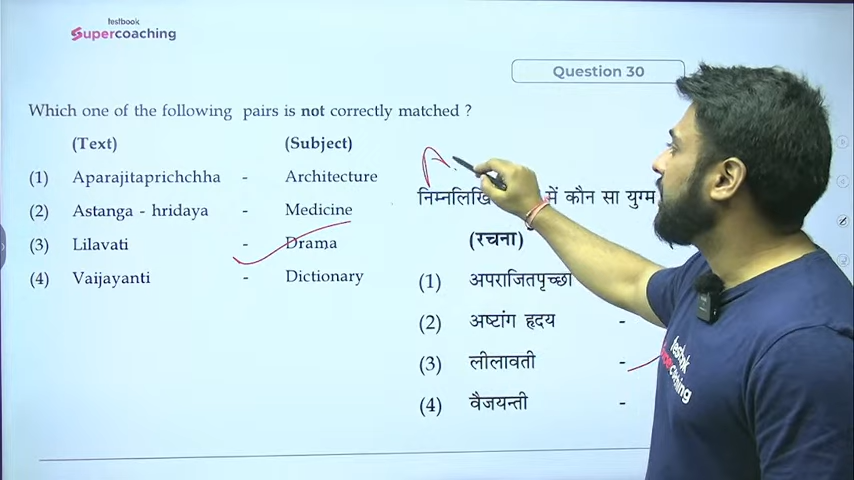 testbook
Supercoaching
Question 30
Which one of the following pairs is not correctly matched ?
(Text) (Subject)
(1) Aparajitaprichchha - Architecture
(2) Astanga - hridaya - Medicine
(3) Lilavati - Drama
(4) Vaijayanti - Dictionary
में कौन सा युग्म
(रचना)
(1) अपराजितपृच्छा
(2) अष्टांग हृदय -
(3) लीलावती -
(4) वैजयन्ती -
testbook